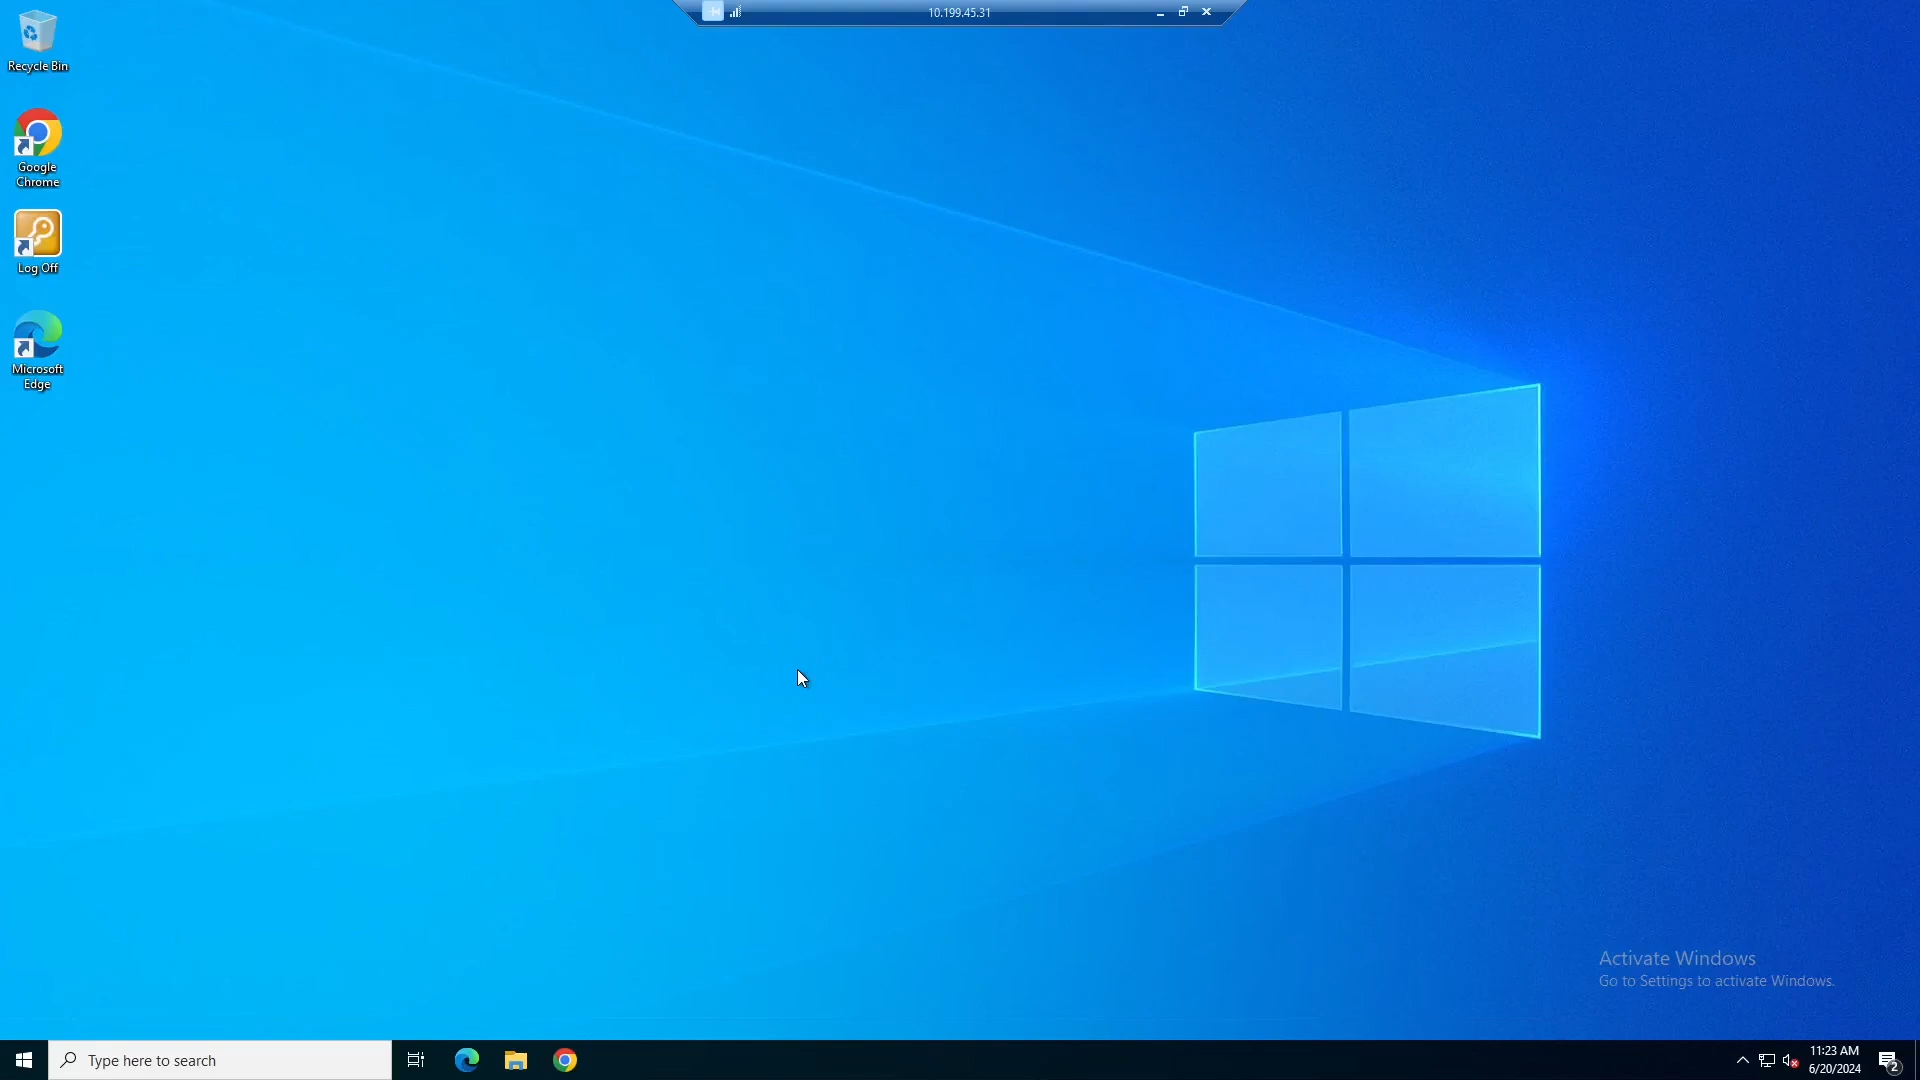 10.199.45.31
Recycle Bin
Google
Chrome
Log Off
Microsoft
Edge
Activate Windows
Go to Settings to activate Windows.
Type here to search
11:23 AM
6/20/2024
2